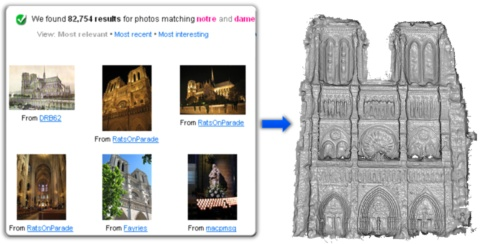 We found 82,754 results for photos matching notre and dame
View: Most relevant • Most recent • Most interesting
From DRB62
From RatsOnParade
From RatsOnParade
From RatsOnParade
From Fayries
From macpmsg